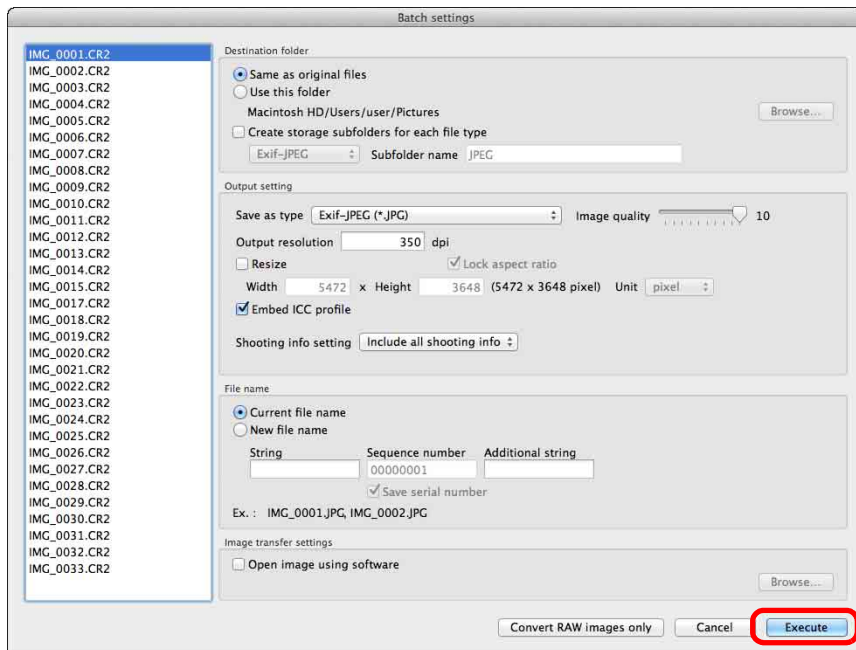 Batch settings
IMG_0001.CR2
IMG_0002.CR2
IMG_0003.CR2
IMG_0004.CR2
IMG_0005.CR2
IMG_0006.CR2
IMG_0007.CR2
IMG_0008.CR2
IMG_0009.CR2
IMG_0010.CR2
IMG_0011.CR2
IMG_0012.CR2
IMG_0013.CR2
IMG_0014.CR2
IMG_0015.CR2
IMG_0017.CR2
IMG_0018.CR2
IMG_0019.CR2
IMG_0020.CR2
IMG_0021.CR2
IMG_0022.CR2
IMG_0023.CR2
IMG_0024.CR2
IMG_0025.CR2
IMG_0026.CR2
IMG_0027.CR2
IMG_0028.CR2
IMG_0029.CR2
IMG_0030.CR2
IMG_0031.CR2
IMG_0032.CR2
IMG_0033.CR2
Destination folder
Same as original files
Use this folder
Macintosh HD/Users/user/Pictures Browse...
Create storage subfolders for each file type
Exif-JPEG Subfolder name JPEG
Output setting
Save as type Exif-JPEG (*.JPG) Image quality 10
Output resolution 350 dpi
Resize Lock aspect ratio
Width 5472 x Height 3648 (5472 x 3648 pixel) Unit pixel
Embed ICC profile
Shooting info setting Include all shooting info
File name
Current file name
New file name
String Sequence number Additional string
00000001
Save serial number
Ex. : IMG_0001.JPG, IMG_0002.JPG
Image transfer settings
Open image using software
Browse...
Convert RAW images only Cancel Execute